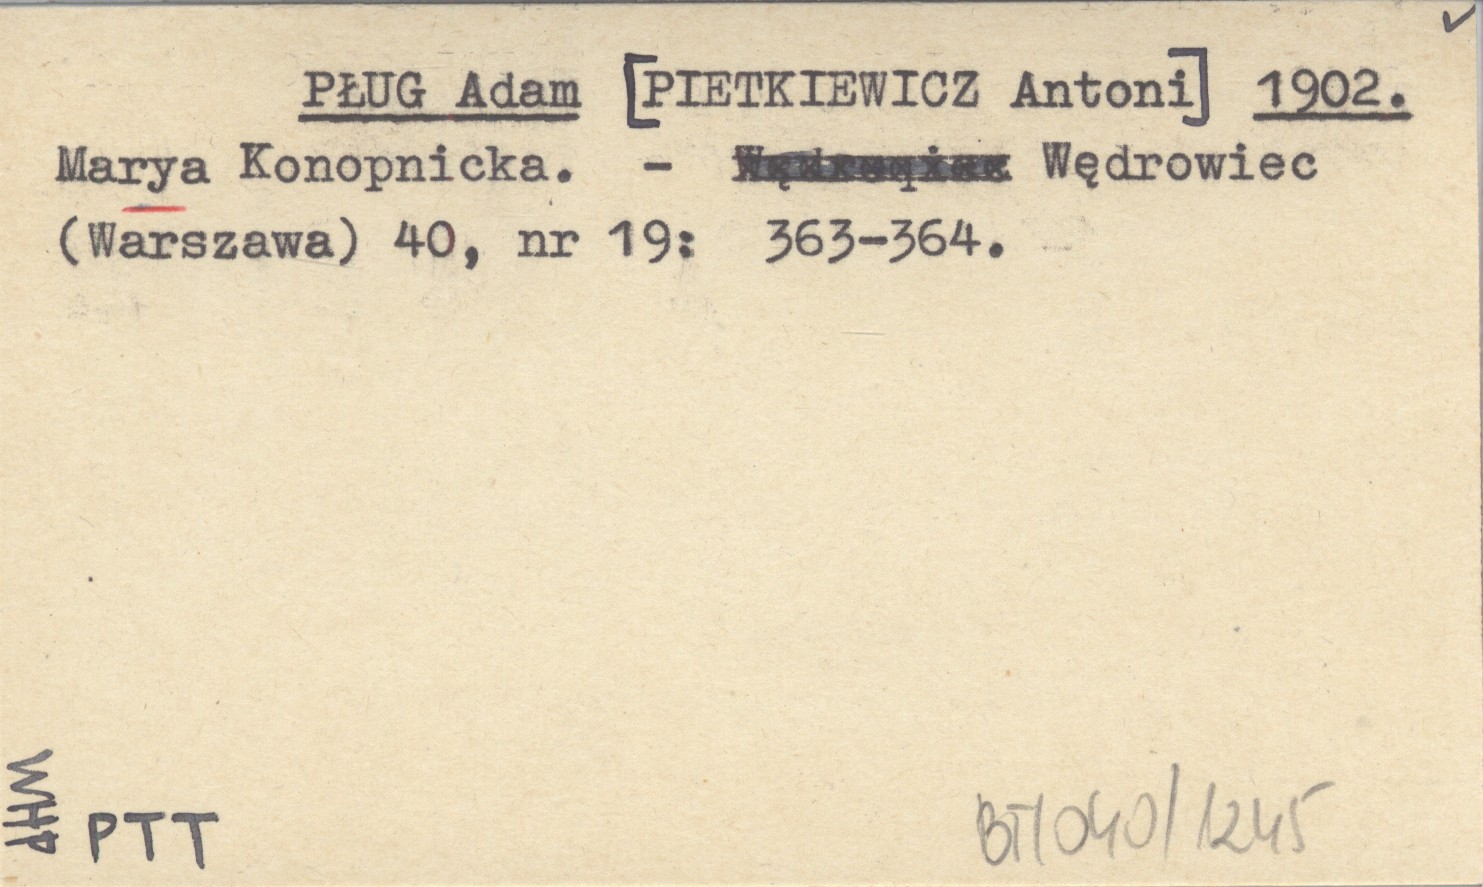 PŁUG Adam [PIETKIEWICZ Antoni] 1902.
Marya Konopnicka. - Wędrowiec
(Warszawa) 40, nr 19: 363-364.
PTT
BT/040/1245